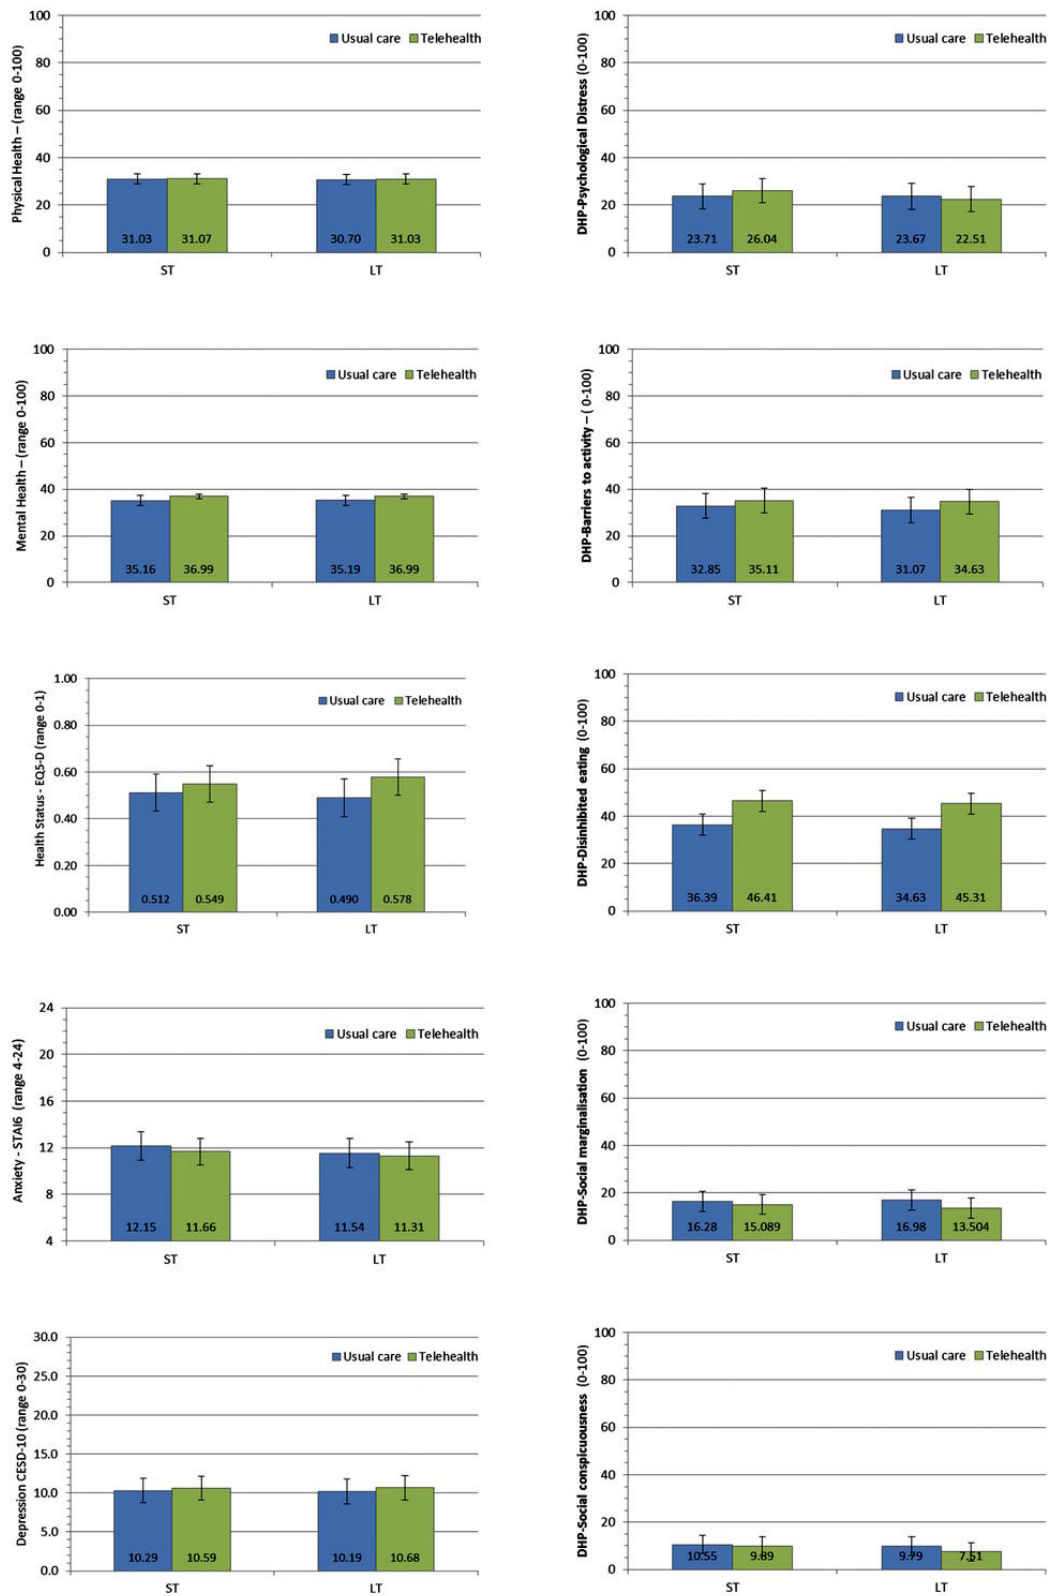 100
80
60
40
20
0
Physical Health – (range 0-100)
Usual care Telehealth
31.03 31.07 30.70 31.03
ST LT
100
80
60
40
20
0
DHP-Psychological Distress (0-100)
Usual care Telehealth
23.71 26.04 23.67 22.51
ST LT
100
80
60
40
20
0
Mental Health – (range 0-100)
Usual care Telehealth
35.16 36.99 35.19 36.99
ST LT
100
80
60
40
20
0
DHP-Barriers to activity – ( 0-100)
Usual care Telehealth
32.85 35.11 31.07 34.63
ST LT
1.00
0.80
0.60
0.40
0.20
0.00
Health Status - EQ5-D (range 0-1)
Usual care Telehealth
0.512 0.549 0.490 0.578
ST LT
100
80
60
40
20
0
DHP-Disinhibited eating (0-100)
Usual care Telehealth
36.39 46.41 34.63 45.31
ST LT
24
20
16
12
8
4
Anxiety - STAI6 (range 4-24)
Usual care Telehealth
12.15 11.66 11.54 11.31
ST LT
100
80
60
40
20
0
DHP-Social marginalisation (0-100)
Usual care Telehealth
16.28 15.089 16.98 13.504
ST LT
30.0
25.0
20.0
15.0
10.0
5.0
0.0
Depression CESD-10 (range 0-30)
Usual care Telehealth
10.29 10.59 10.19 10.68
ST LT
100
80
60
40
20
0
DHP-Social conspicuousness (0-100)
Usual care Telehealth
10.55 9.89 9.79 7.51
ST LT